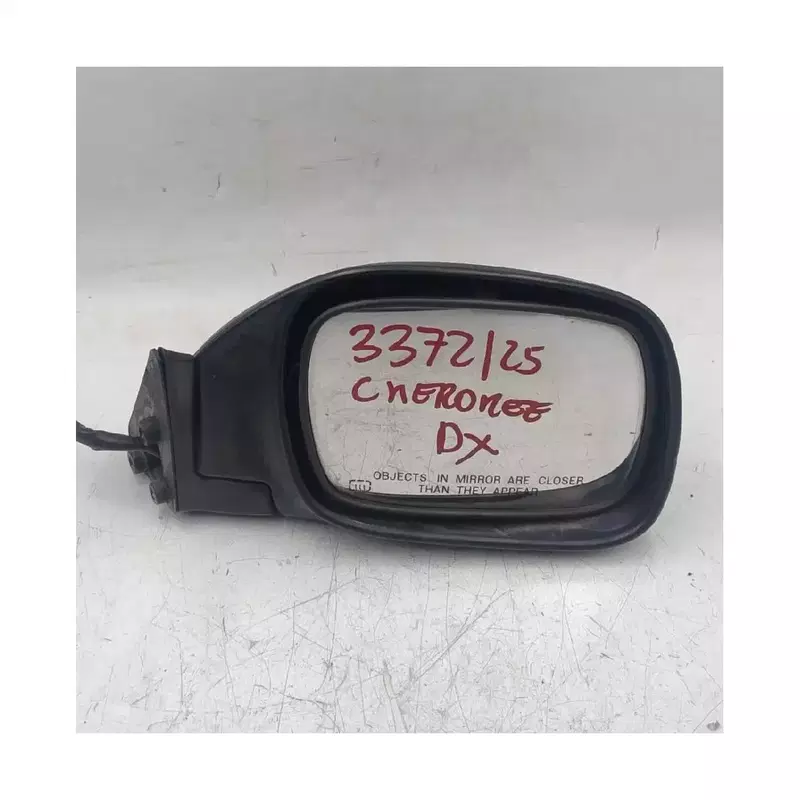 3372/25
CHEROKEE
DX
OBJECTS IN MIRROR ARE CLOSER
THAN THEY APPEAR